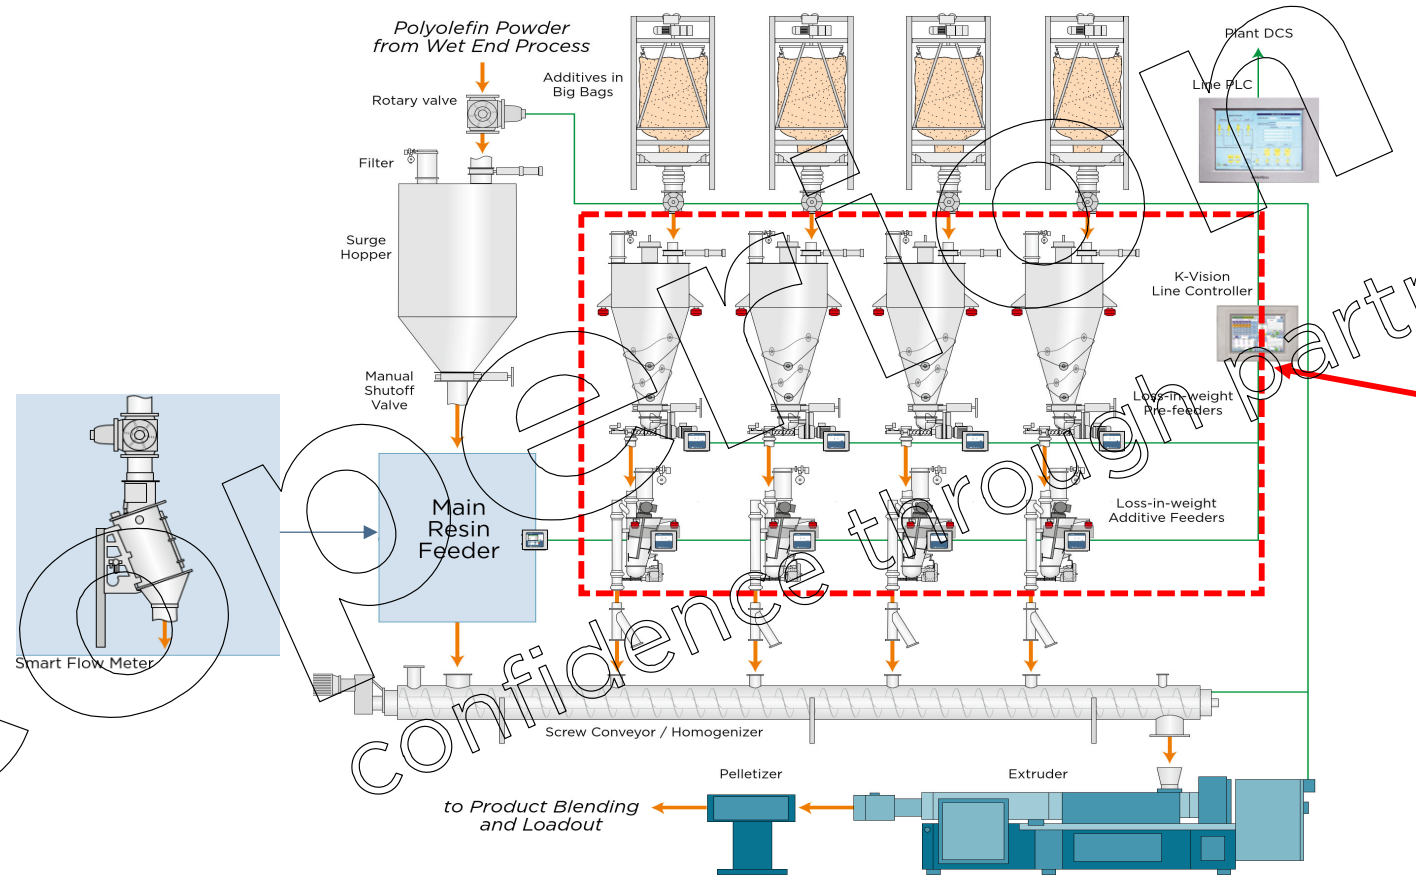 Polyolefin Powder
from Wet End Process
Rotary valve
Additives in
Big Bags
Plant DCS
Line PLC
Filter
Surge
Hopper
K-Vision
Line Controller
Manual
Shutoff
Valve
Loss-in-weight
Pre-feeders
Main
Resin
Feeder
Loss-in-weight
Additive Feeders
Smart Flow Meter
Screw Conveyor / Homogenizer
Pelletizer
Extruder
to Product Blending
and Loadout
confidence through